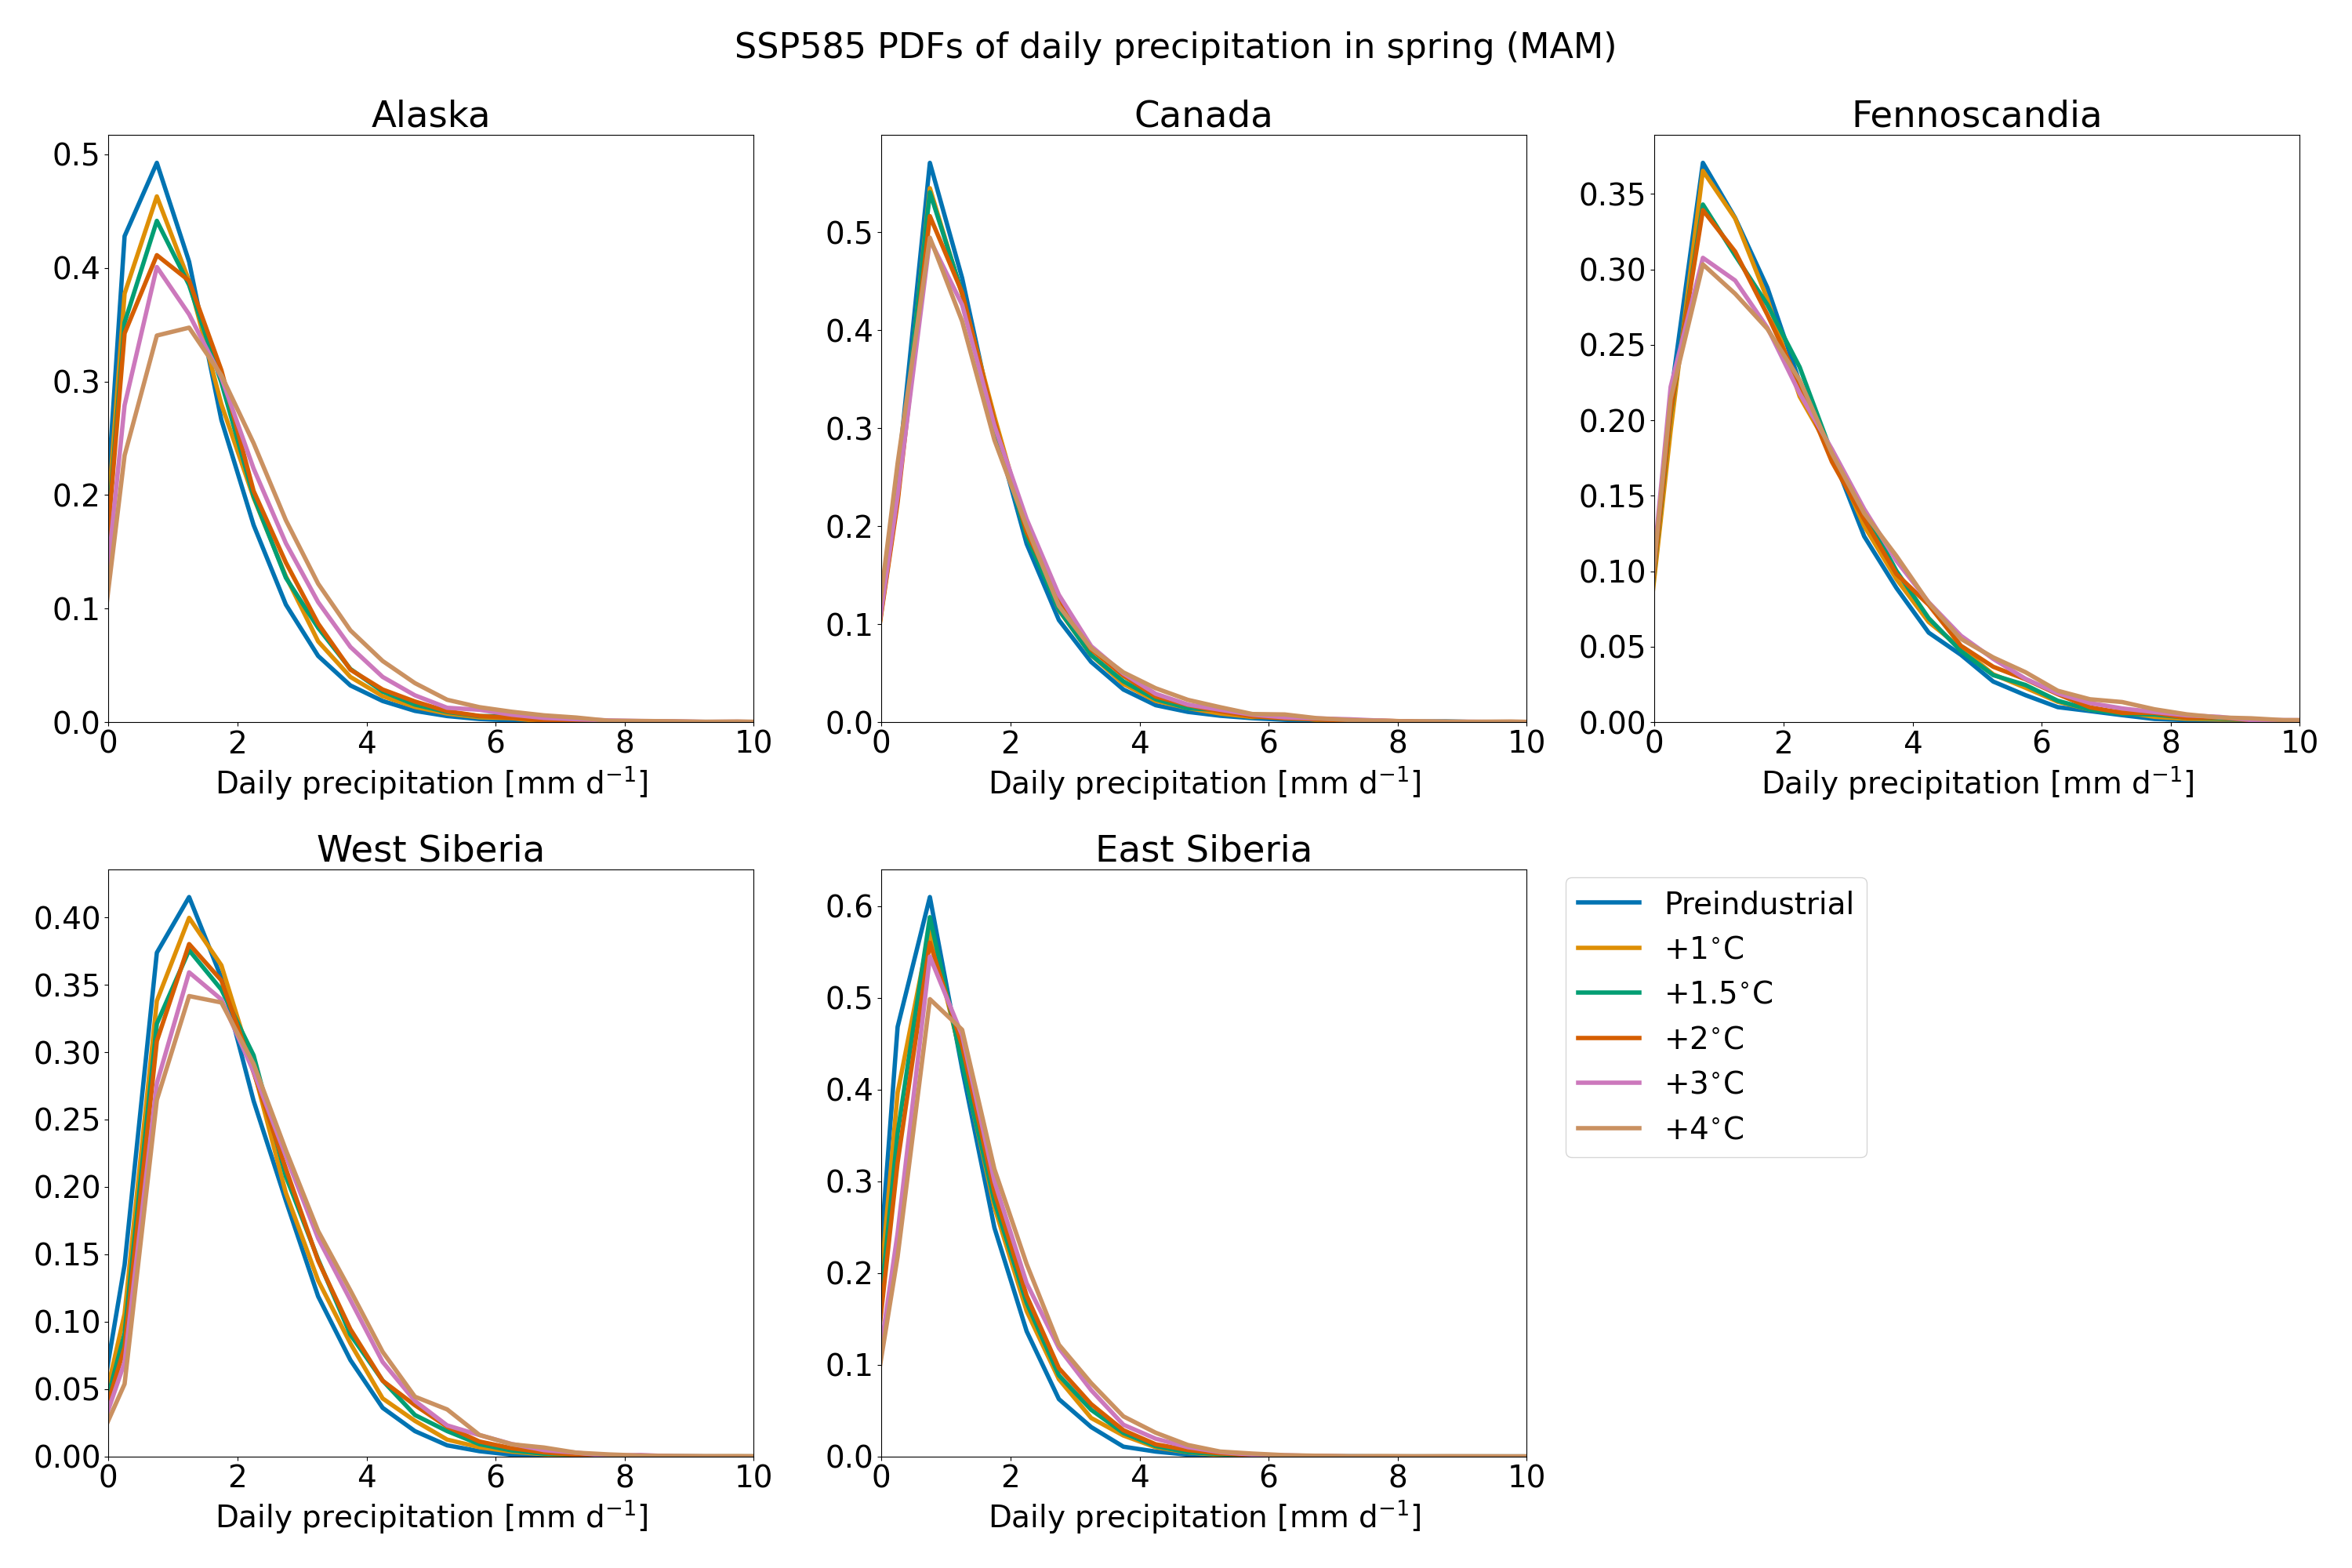 SSP585 PDFs of daily precipitation in spring (MAM)
Alaska
0.5
0.4
0.3
0.2
0.1
0.0
0 2 4 6 8 10
Daily precipitation [mm d⁻¹]
Canada
0.5
0.4
0.3
0.2
0.1
0.0
0 2 4 6 8 10
Daily precipitation [mm d⁻¹]
Fennoscandia
0.35
0.30
0.25
0.20
0.15
0.10
0.05
0.00
0 2 4 6 8 10
Daily precipitation [mm d⁻¹]
West Siberia
0.40
0.35
0.30
0.25
0.20
0.15
0.10
0.05
0.00
0 2 4 6 8 10
Daily precipitation [mm d⁻¹]
East Siberia
0.6
0.5
0.4
0.3
0.2
0.1
0.0
0 2 4 6 8 10
Daily precipitation [mm d⁻¹]
Preindustrial
+1°C
+1.5°C
+2°C
+3°C
+4°C